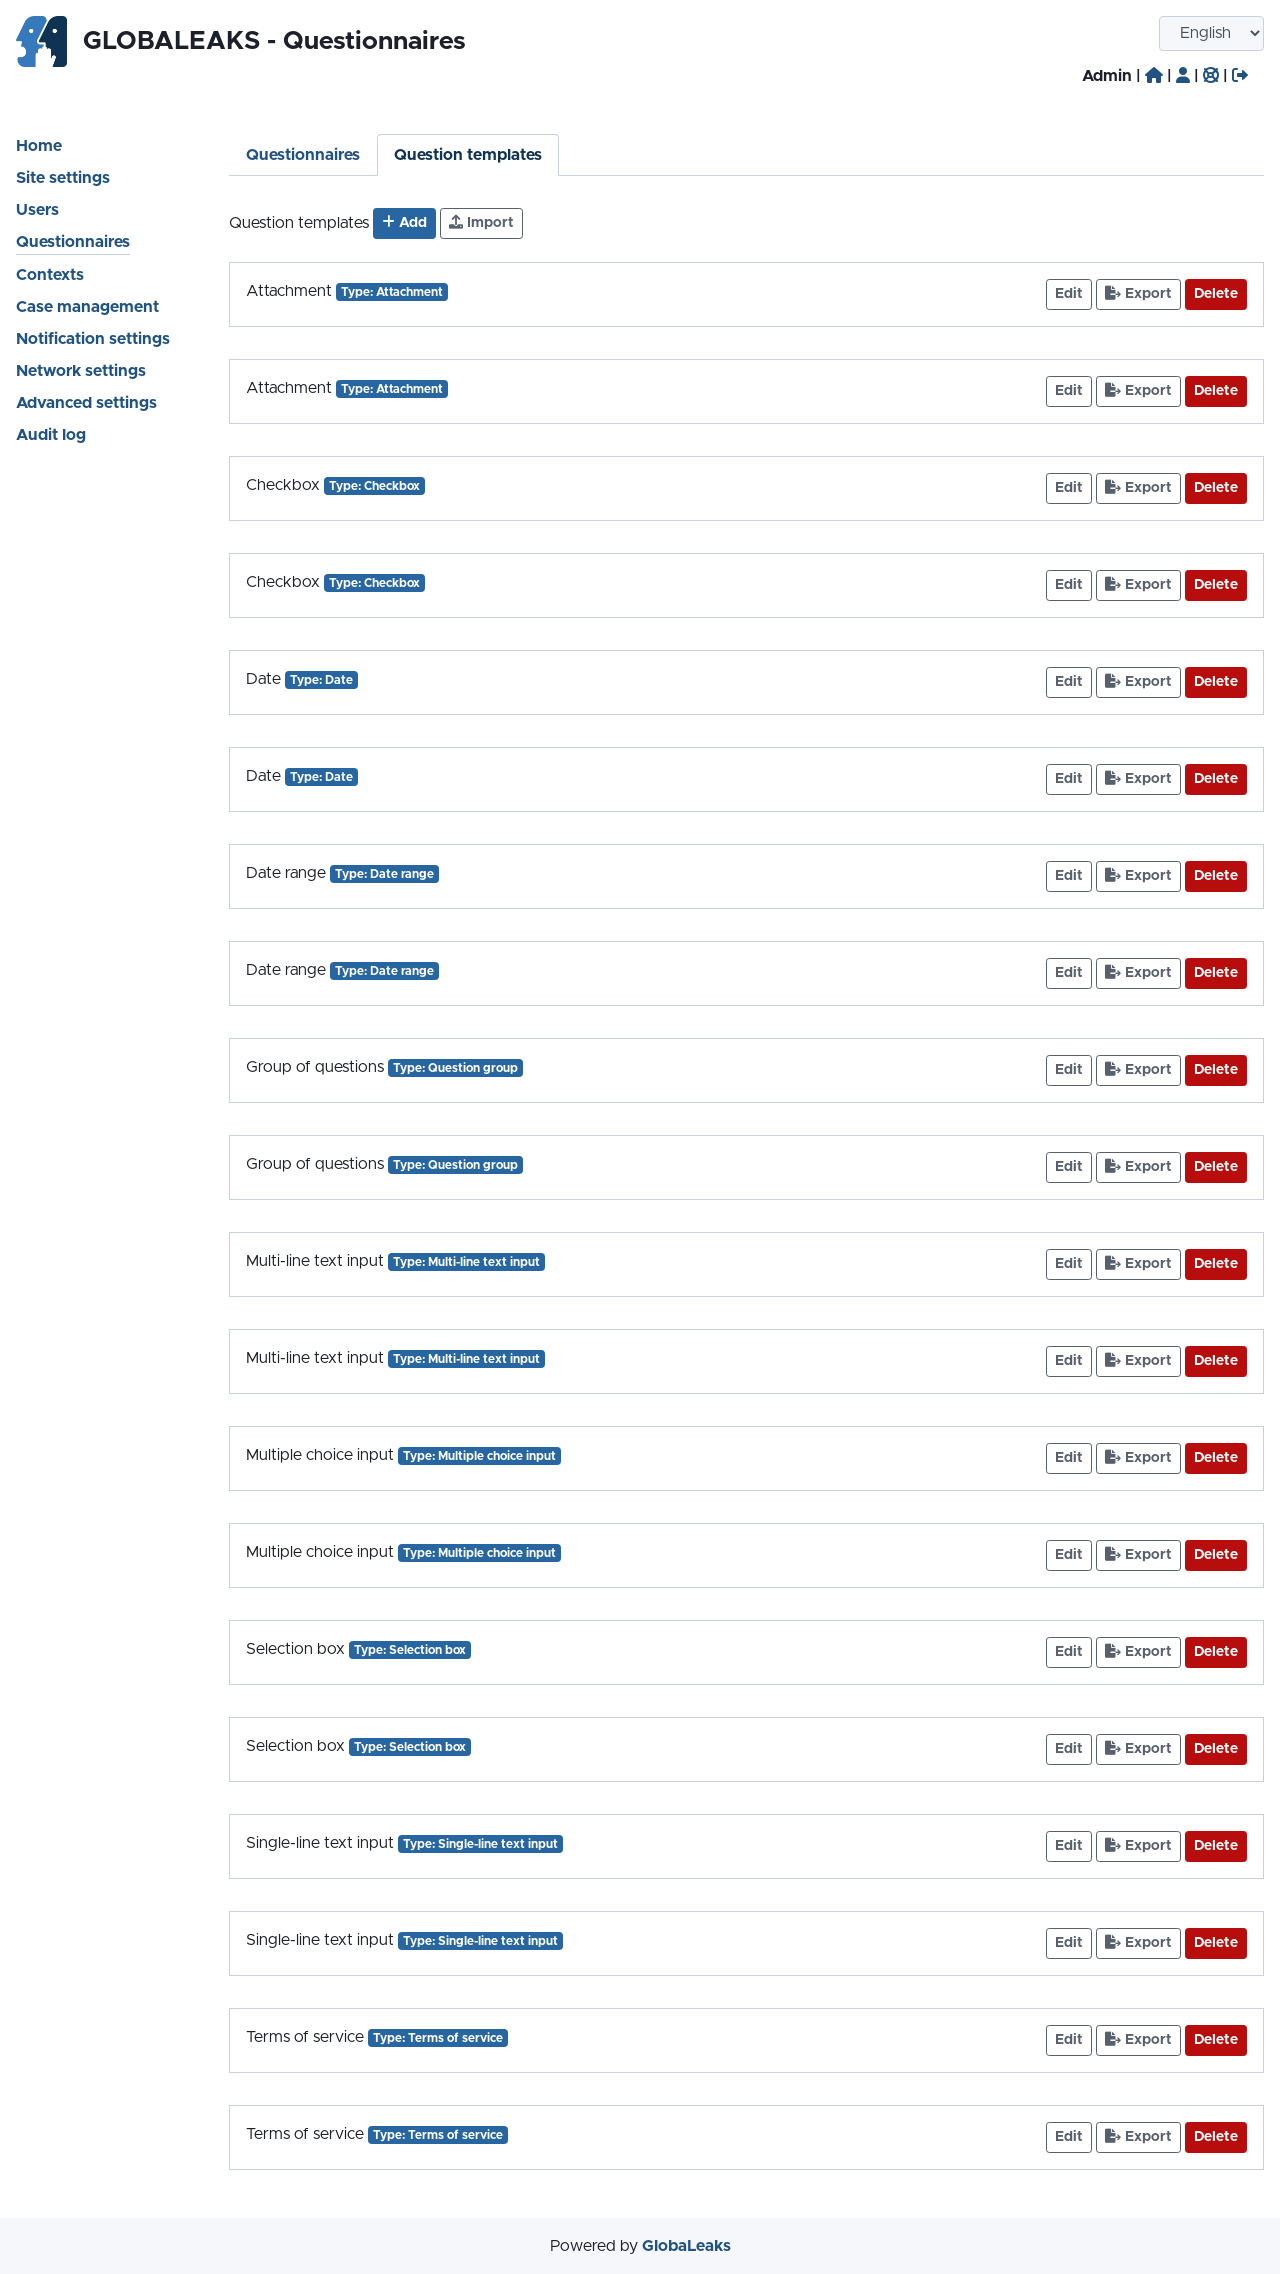 GLOBALEAKS - Questionnaires
English
Admin | | | |
Home
Site settings
Users
Questionnaires
Contexts
Case management
Notification settings
Network settings
Advanced settings
Audit log
Questionnaires Question templates
Question templates Add Import
Attachment Type: Attachment Edit Export Delete
Attachment Type: Attachment Edit Export Delete
Checkbox Type: Checkbox Edit Export Delete
Checkbox Type: Checkbox Edit Export Delete
Date Type: Date Edit Export Delete
Date Type: Date Edit Export Delete
Date range Type: Date range Edit Export Delete
Date range Type: Date range Edit Export Delete
Group of questions Type: Question group Edit Export Delete
Group of questions Type: Question group Edit Export Delete
Multi-line text input Type: Multi-line text input Edit Export Delete
Multi-line text input Type: Multi-line text input Edit Export Delete
Multiple choice input Type: Multiple choice input Edit Export Delete
Multiple choice input Type: Multiple choice input Edit Export Delete
Selection box Type: Selection box Edit Export Delete
Selection box Type: Selection box Edit Export Delete
Single-line text input Type: Single-line text input Edit Export Delete
Single-line text input Type: Single-line text input Edit Export Delete
Terms of service Type: Terms of service Edit Export Delete
Terms of service Type: Terms of service Edit Export Delete
Powered by GlobaLeaks